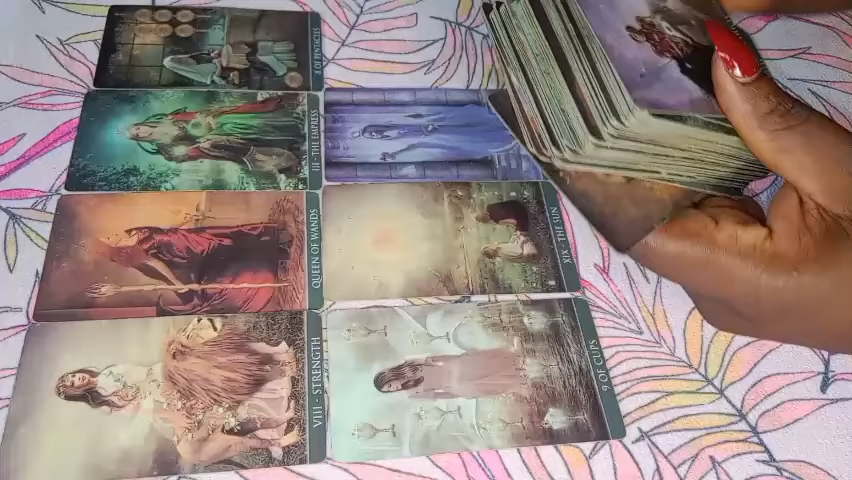 8 OF PENTACLES
III - THE EMPRESS
QUEEN OF WANDS
XIX - THE SUN
VIII - STRENGTH
9 OF CUPS